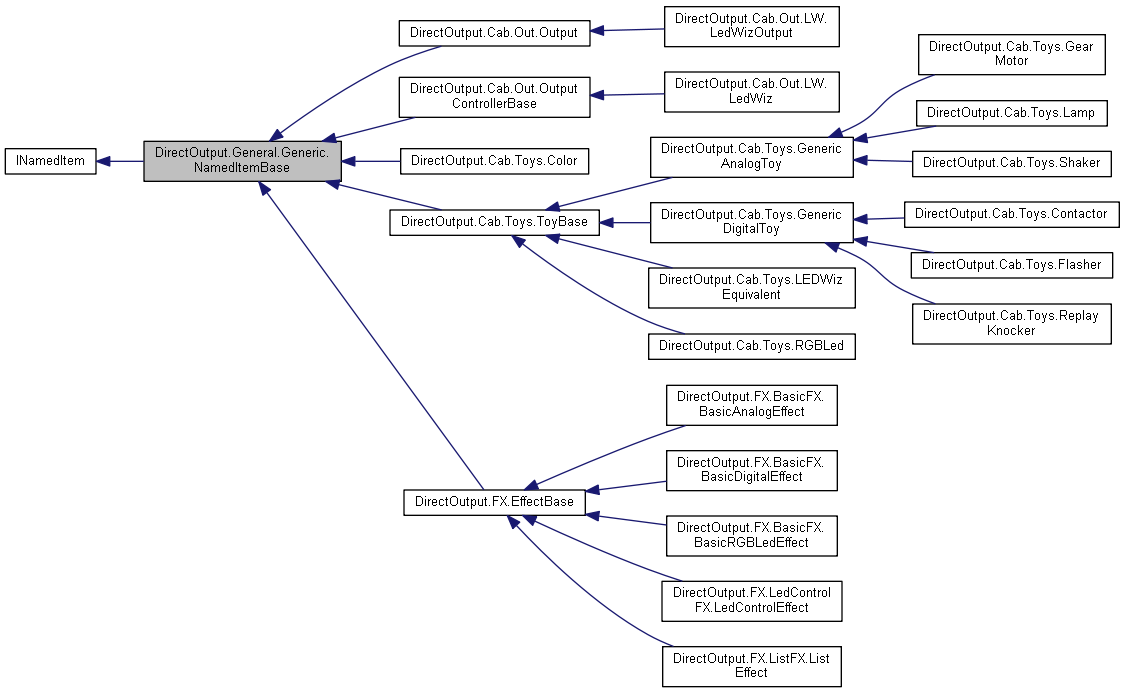 INamedItem
DirectOutput.General.Generic.
NamedItemBase
DirectOutput.Cab.Out.Output
DirectOutput.Cab.Out.LW.
LedWizOutput
DirectOutput.Cab.Out.Output
ControllerBase
DirectOutput.Cab.Out.LW.
LedWiz
DirectOutput.Cab.Toys.Color
DirectOutput.Cab.Toys.ToyBase
DirectOutput.Cab.Toys.Generic
AnalogToy
DirectOutput.Cab.Toys.Gear
Motor
DirectOutput.Cab.Toys.Lamp
DirectOutput.Cab.Toys.Shaker
DirectOutput.Cab.Toys.Generic
DigitalToy
DirectOutput.Cab.Toys.Contactor
DirectOutput.Cab.Toys.Flasher
DirectOutput.Cab.Toys.Replay
Knocker
DirectOutput.Cab.Toys.LEDWiz
Equivalent
DirectOutput.Cab.Toys.RGBLed
DirectOutput.FX.EffectBase
DirectOutput.FX.BasicFX.
BasicAnalogEffect
DirectOutput.FX.BasicFX.
BasicDigitalEffect
DirectOutput.FX.BasicFX.
BasicRGBLedEffect
DirectOutput.FX.LedControl
FX.LedControlEffect
DirectOutput.FX.ListFX.List
Effect